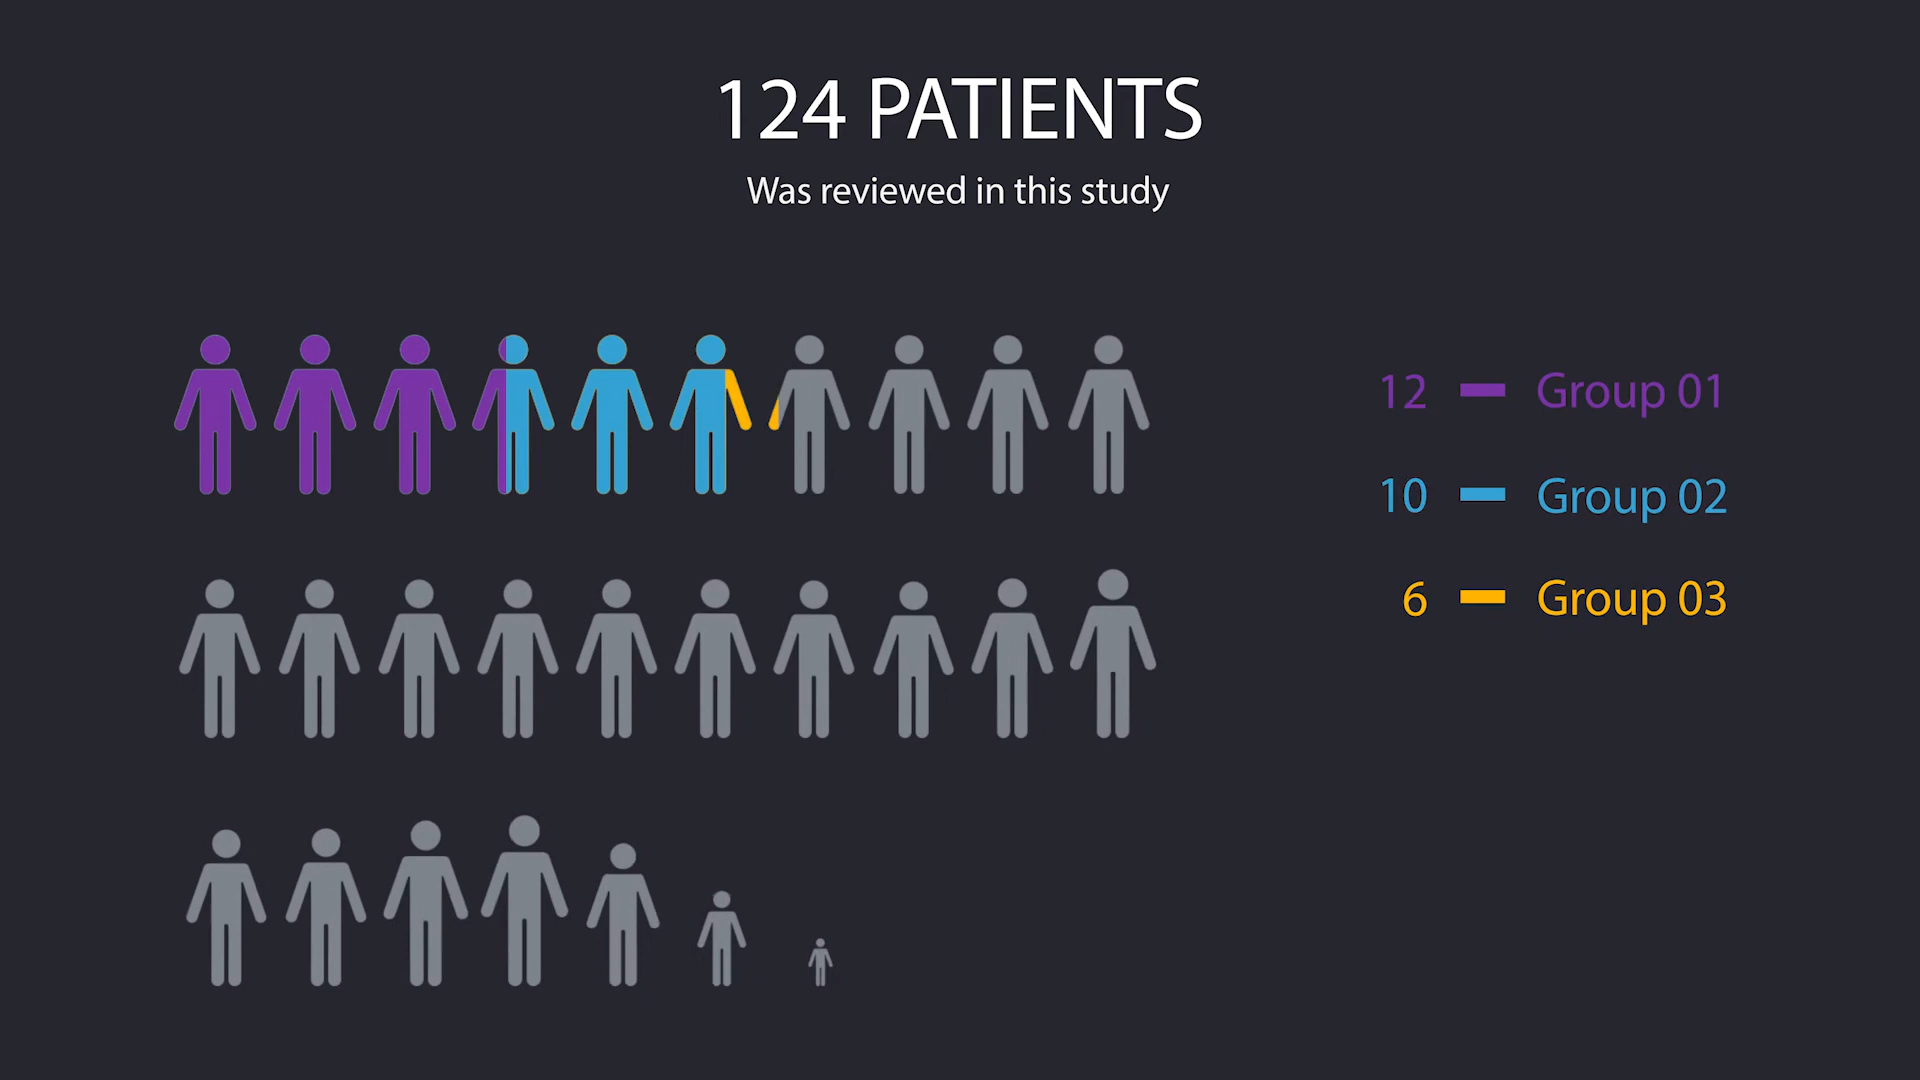 124 PATIENTS
Was reviewed in this study
12 Group 01
10 Group 02
6 Group 03